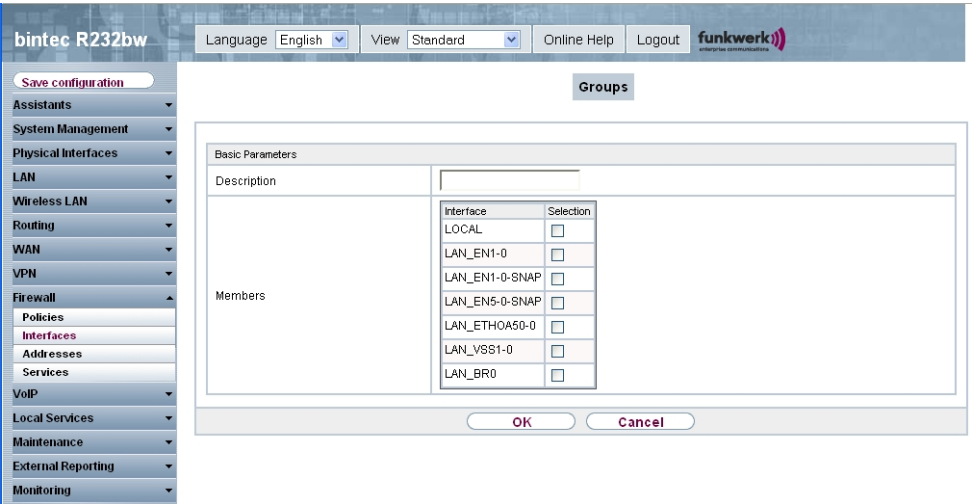 bintec R232bw
Language English View Standard Online Help Logout funkwerk
enterprise communications
Save configuration
Assistants
System Management
Physical Interfaces
LAN
Wireless LAN
Routing
WAN
VPN
Firewall
Policies
Interfaces
Addresses
Services
VoIP
Local Services
Maintenance
External Reporting
Monitoring
Groups
Basic Parameters
Description
Members
Interface Selection
LOCAL
LAN_EN1-0
LAN_EN1-0-SNAP
LAN_EN5-0-SNAP
LAN_ETHOA50-0
LAN_VSS1-0
LAN_BR0
OK Cancel